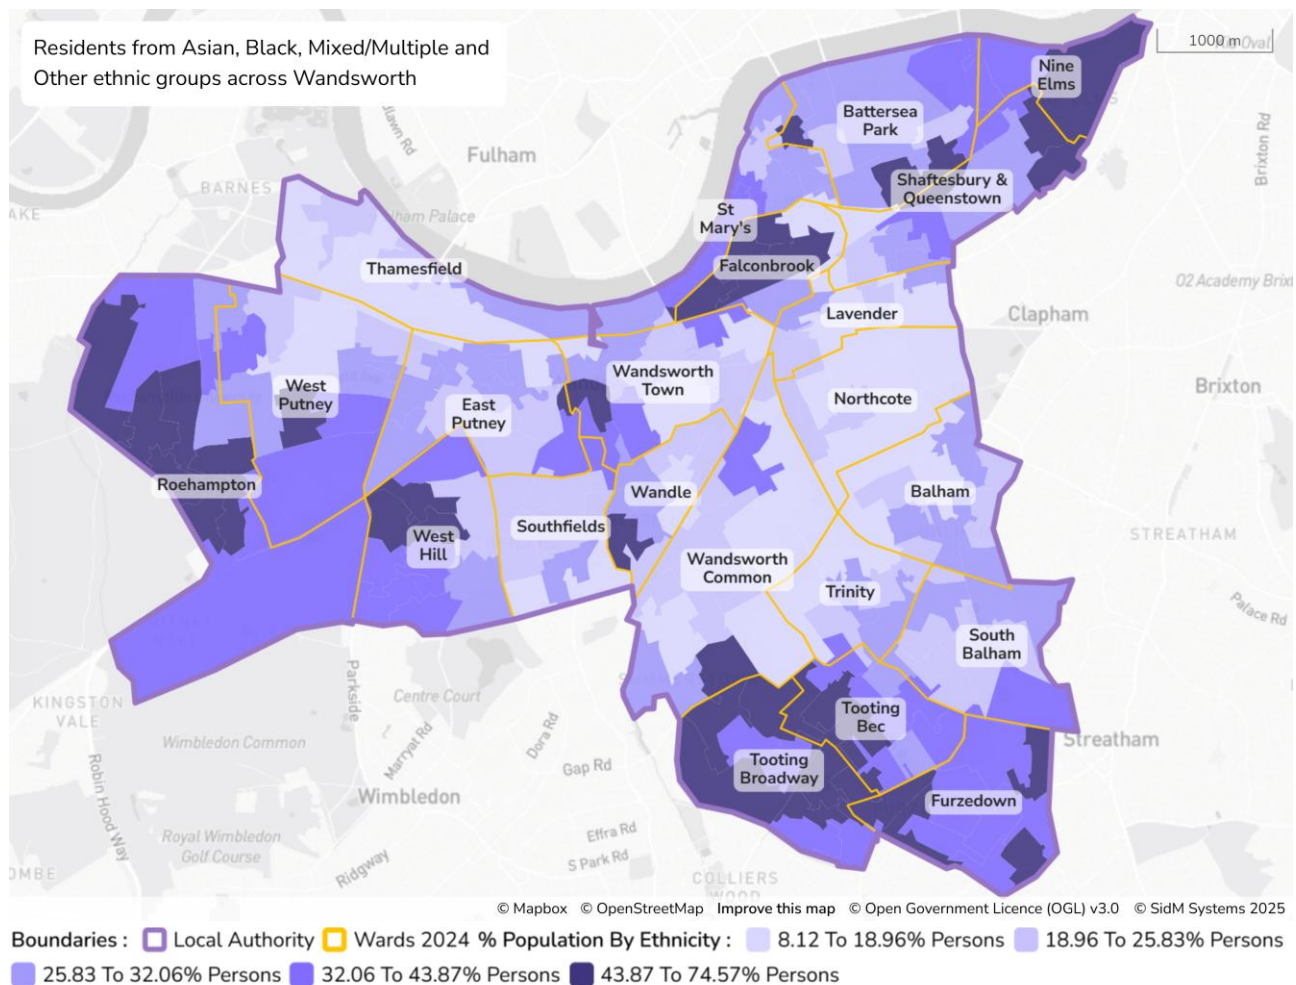 Residents from Asian, Black, Mixed/Multiple and
Other ethnic groups across Wandsworth
1000 m
Nine
Elms
Battersea
Park
Brixton Rd
Fulham
BARNES
Shaftesbury &
Queenstown
St
Mary's
Falconbrook
Thamesfield
O2 Academy Brixt
Lavender
Clapham
West
Putney
East
Putney
Wandsworth
Town
Northcote
Brixton
Roehampton
Wandle
Balham
West
Hill
Southfields
STREATHAM
Wandsworth
Common
Trinity
South
Balham
Palace Rd
KINGSTON
VALE
Parkside
Centre Court
Wimbledon Common
Marryat Rd
Dora Rd
Tooting
Bec
Streatham
Robin Hood Way
Gap Rd
Tooting
Broadway
Wimbledon
Furzedown
Royal Wimbledon
Golf Course
Effra Rd
S Park Rd
Ridgway
COLLIERS
WOOD
© Mapbox © OpenStreetMap Improve this map © Open Government Licence (OGL) v3.0 © SidM Systems 2025
Boundaries : Local Authority Wards 2024 % Population By Ethnicity : 8.12 To 18.96% Persons 18.96 To 25.83% Persons
25.83 To 32.06% Persons 32.06 To 43.87% Persons 43.87 To 74.57% Persons